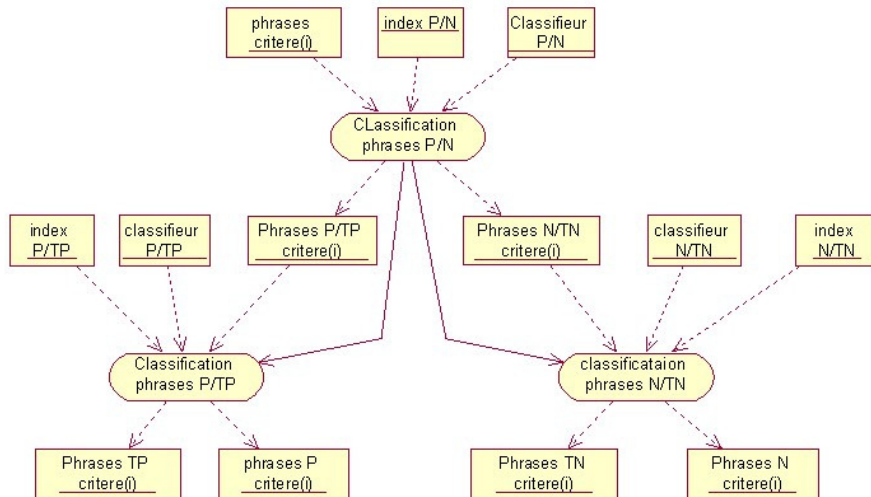 phrases
critere(i)
index P/N
Classifieur
P/N
CLassification
phrases P/N
index
P/TP
classifieur
P/TP
Phrases P/TP
critere(i)
Phrases N/TN
critere(i)
classifieur
N/TN
index
N/TN
Classification
phrases P/TP
classificataion
phrases N/TN
Phrases TP
critere(i)
phrases P
critere(i)
Phrases TN
critere(i)
Phrases N
critere(i)